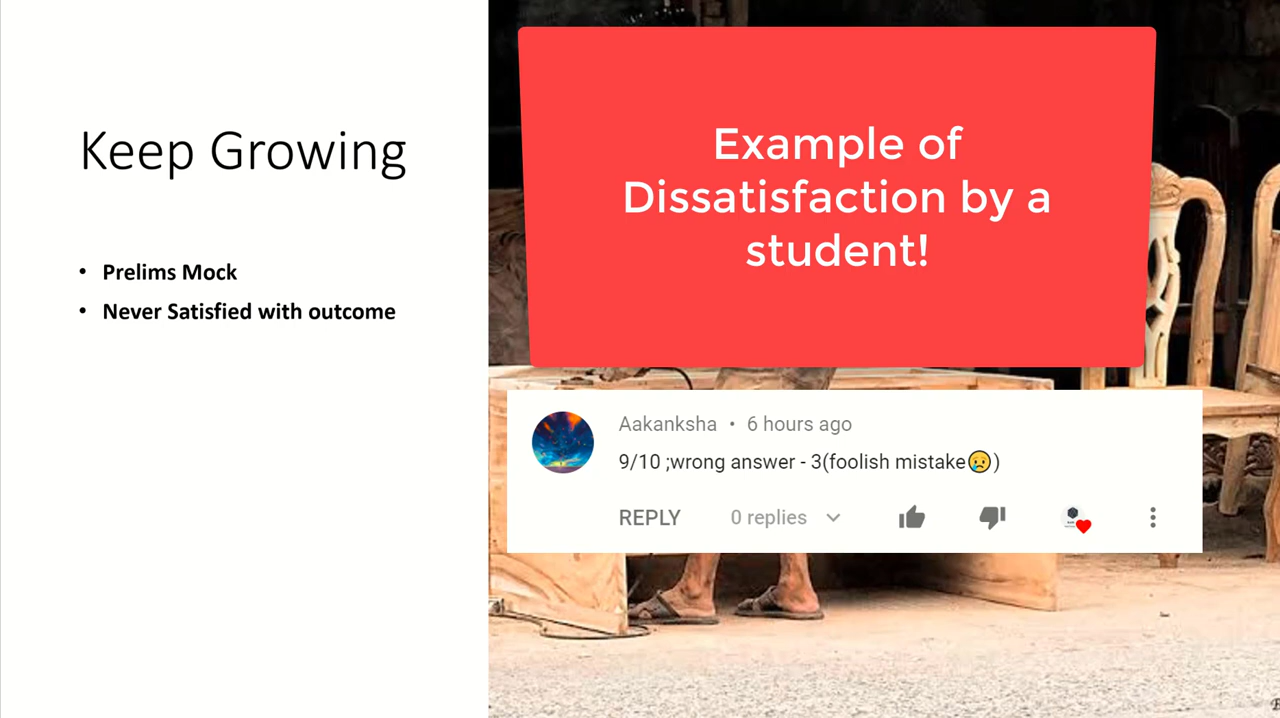 Keep Growing
• Prelims Mock
• Never Satisfied with outcome
Example of
Dissatisfaction by a
student!
Aakanksha • 6 hours ago
9/10 ;wrong answer - 3(foolish mistake😥)
REPLY 0 replies